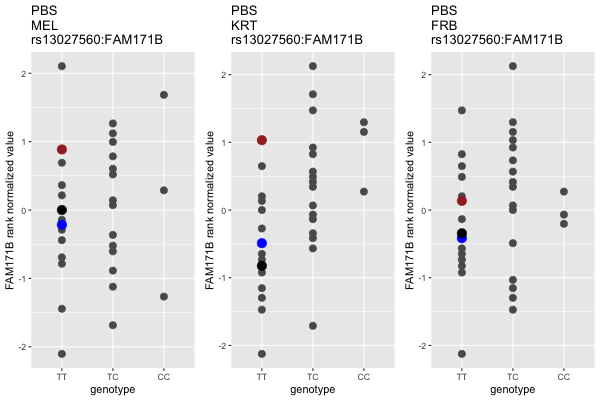 PBS
MEL
rs13027560:FAM171B
FAM171B rank normalized value
2
1
0
-1
-2
TT
TC
CC
genotype
PBS
KRT
rs13027560:FAM171B
FAM171B rank normalized value
2
1
0
-1
-2
TT
TC
CC
genotype
PBS
FRB
rs13027560:FAM171B
FAM171B rank normalized value
2
1
0
-1
-2
TT
TC
CC
genotype